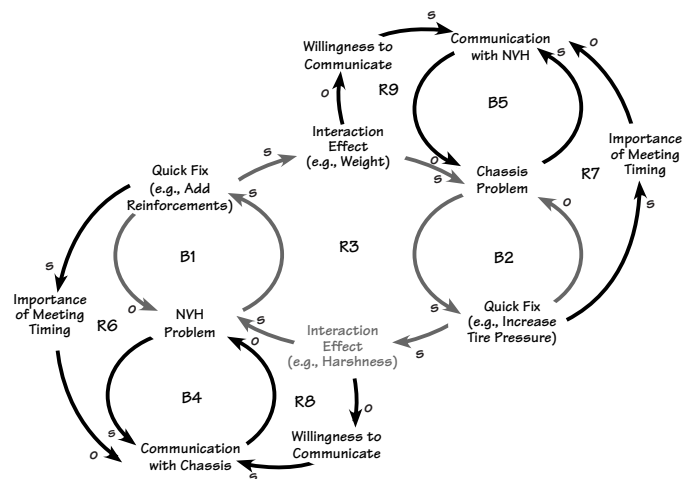 S
Communication
with NVH
O
Willingness to
Communicate
S
O
R9
B5
Interaction
Effect
(e.g., Weight)
Importance
of Meeting
Timing
S
O
S
Chassis
Problem
R7
Quick Fix
(e.g., Add
Reinforcements)
S
O
S
R3
B1
B2
S
Importance
of Meeting
Timing
O
R6
NVH
Problem
S
O
Interaction
Effect
(e.g., Harshness)
S
S
Quick Fix
(e.g., Increase
Tire Pressure)
B4
R8
O
S
O
Communication
with Chassis
Willingness to
Communicate
S